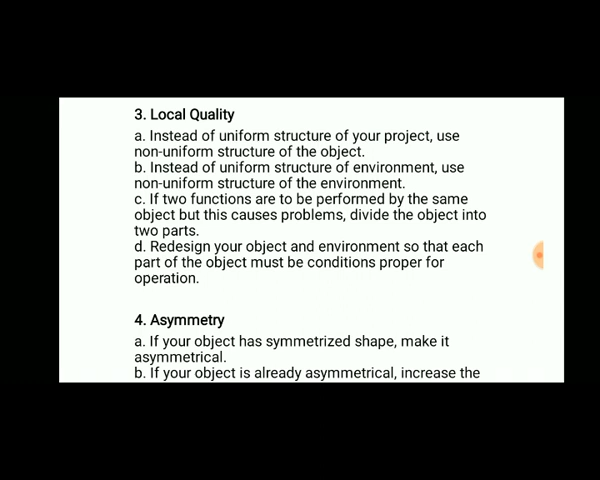 3. Local Quality
a. Instead of uniform structure of your project, use
non-uniform structure of the object.
b. Instead of uniform structure of environment, use
non-uniform structure of the environment.
c. If two functions are to be performed by the same
object but this causes problems, divide the object into
two parts.
d. Redesign your object and environment so that each
part of the object must be conditions proper for
operation.
4. Asymmetry
a. If your object has symmetrized shape, make it
asymmetrical.
b. If your object is already asymmetrical, increase the